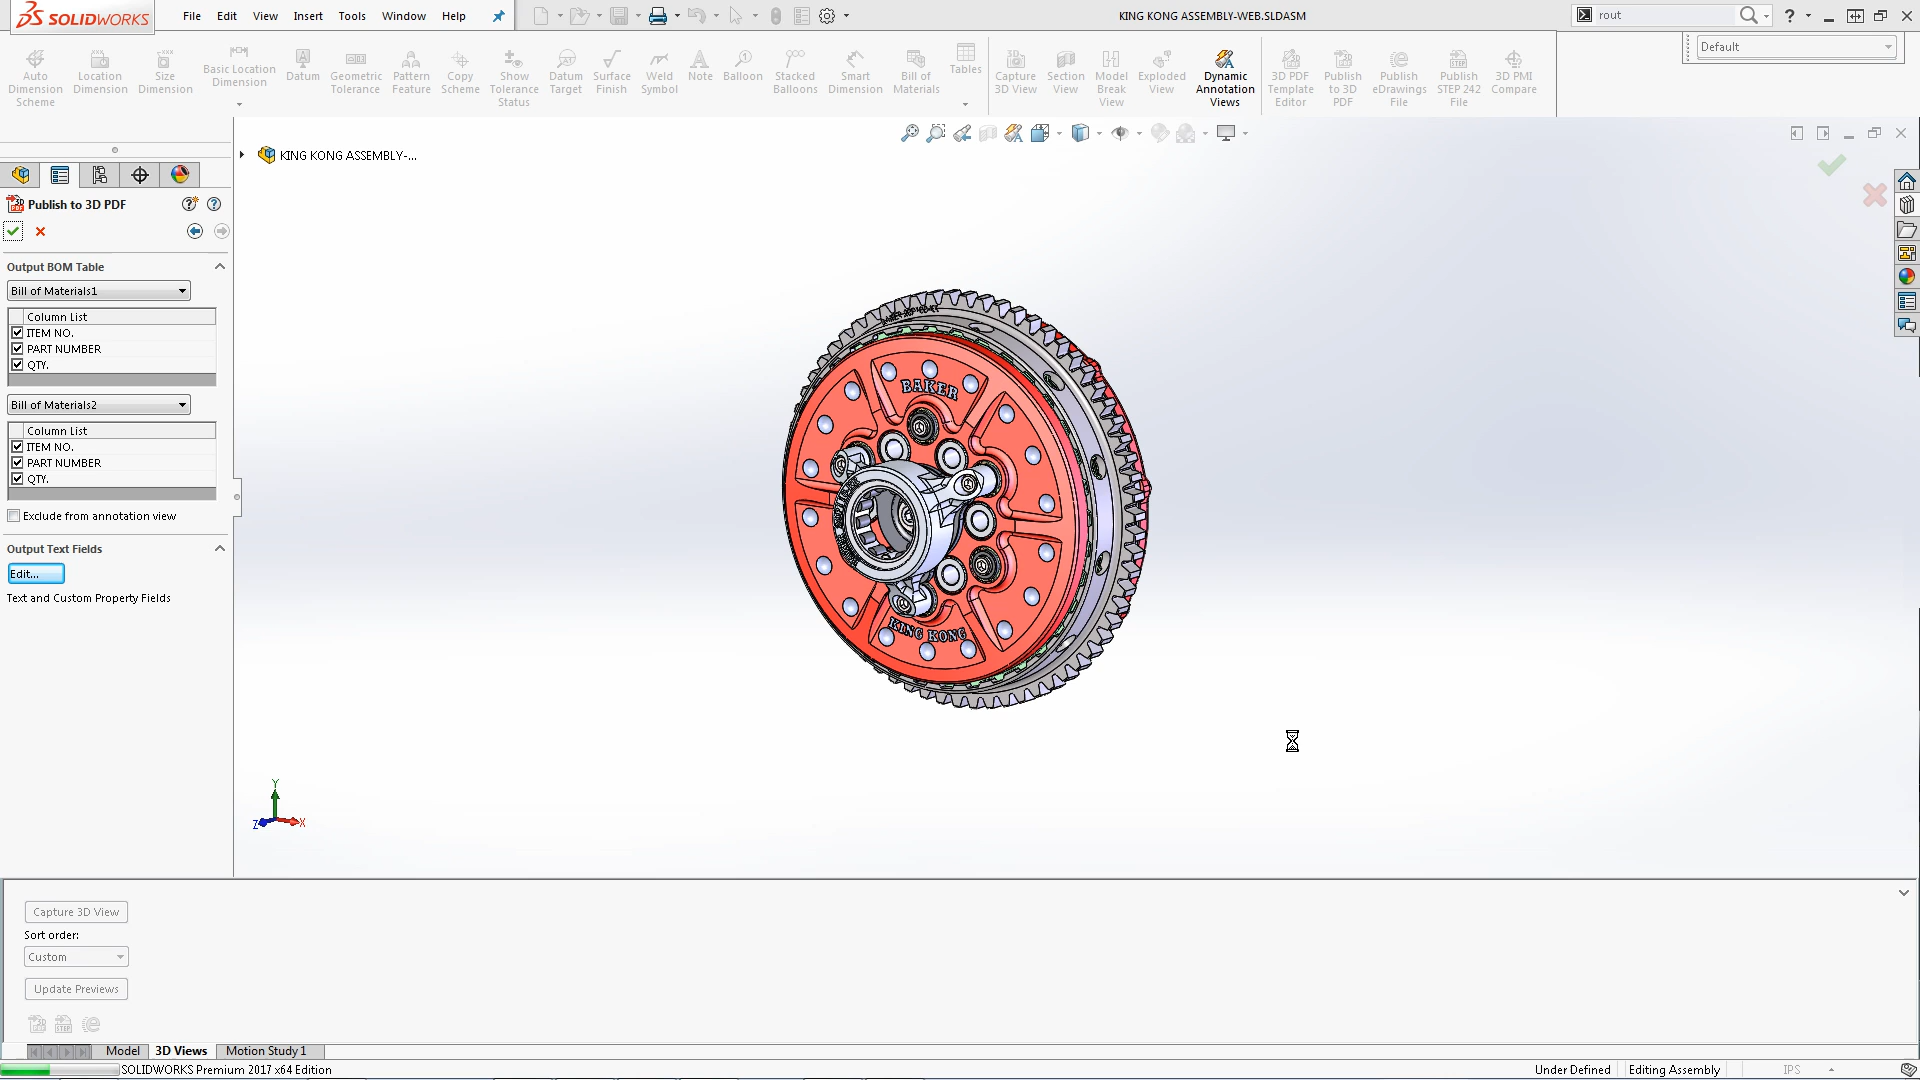 SOLIDWORKS
File Edit View Insert Tools Window Help
KING KONG ASSEMBLY-WEB.SLDASM
rout
?
Default
Auto Dimension Scheme
Location Dimension
Size Dimension
Basic Location Dimension
Datum
Geometric Tolerance
Pattern Feature
Copy Scheme
Show Tolerance Status
Datum Target
Surface Finish
Weld Symbol
Note
Balloon
Stacked Balloons
Smart Dimension
Bill of Materials
Tables
Capture 3D View
Section View
Model Break View
Exploded View
Dynamic Annotation Views
3D PDF Template Editor
Publish to 3D PDF
Publish eDrawings File
Publish STEP 242 File
3D PMI Compare
KING KONG ASSEMBLY-...
Publish to 3D PDF
Output BOM Table
Bill of Materials1
Column List
ITEM NO.
PART NUMBER
QTY.
Bill of Materials2
Column List
ITEM NO.
PART NUMBER
QTY.
Exclude from annotation view
Output Text Fields
Edit...
Text and Custom Property Fields
BAKER
KING KONG
Y
Z
X
Capture 3D View
Sort order:
Custom
Update Previews
Model 3D Views Motion Study 1
SOLIDWORKS Premium 2017 x64 Edition
Under Defined Editing Assembly IPS